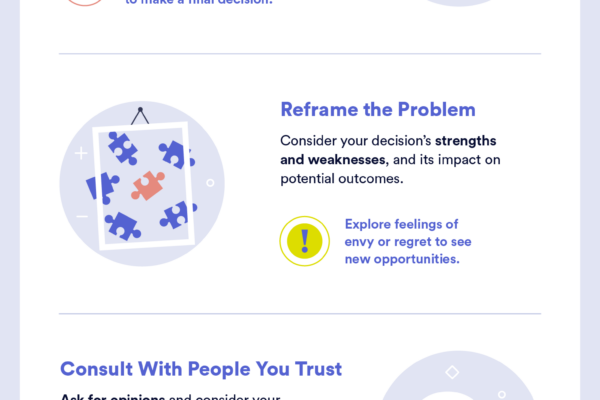 to make a final decision.
Reframe the Problem
Consider your decision’s strengths
and weaknesses, and its impact on
potential outcomes.
!
Explore feelings of
envy or regret to see
new opportunities.
Consult With People You Trust
Ask for opinions and consider your